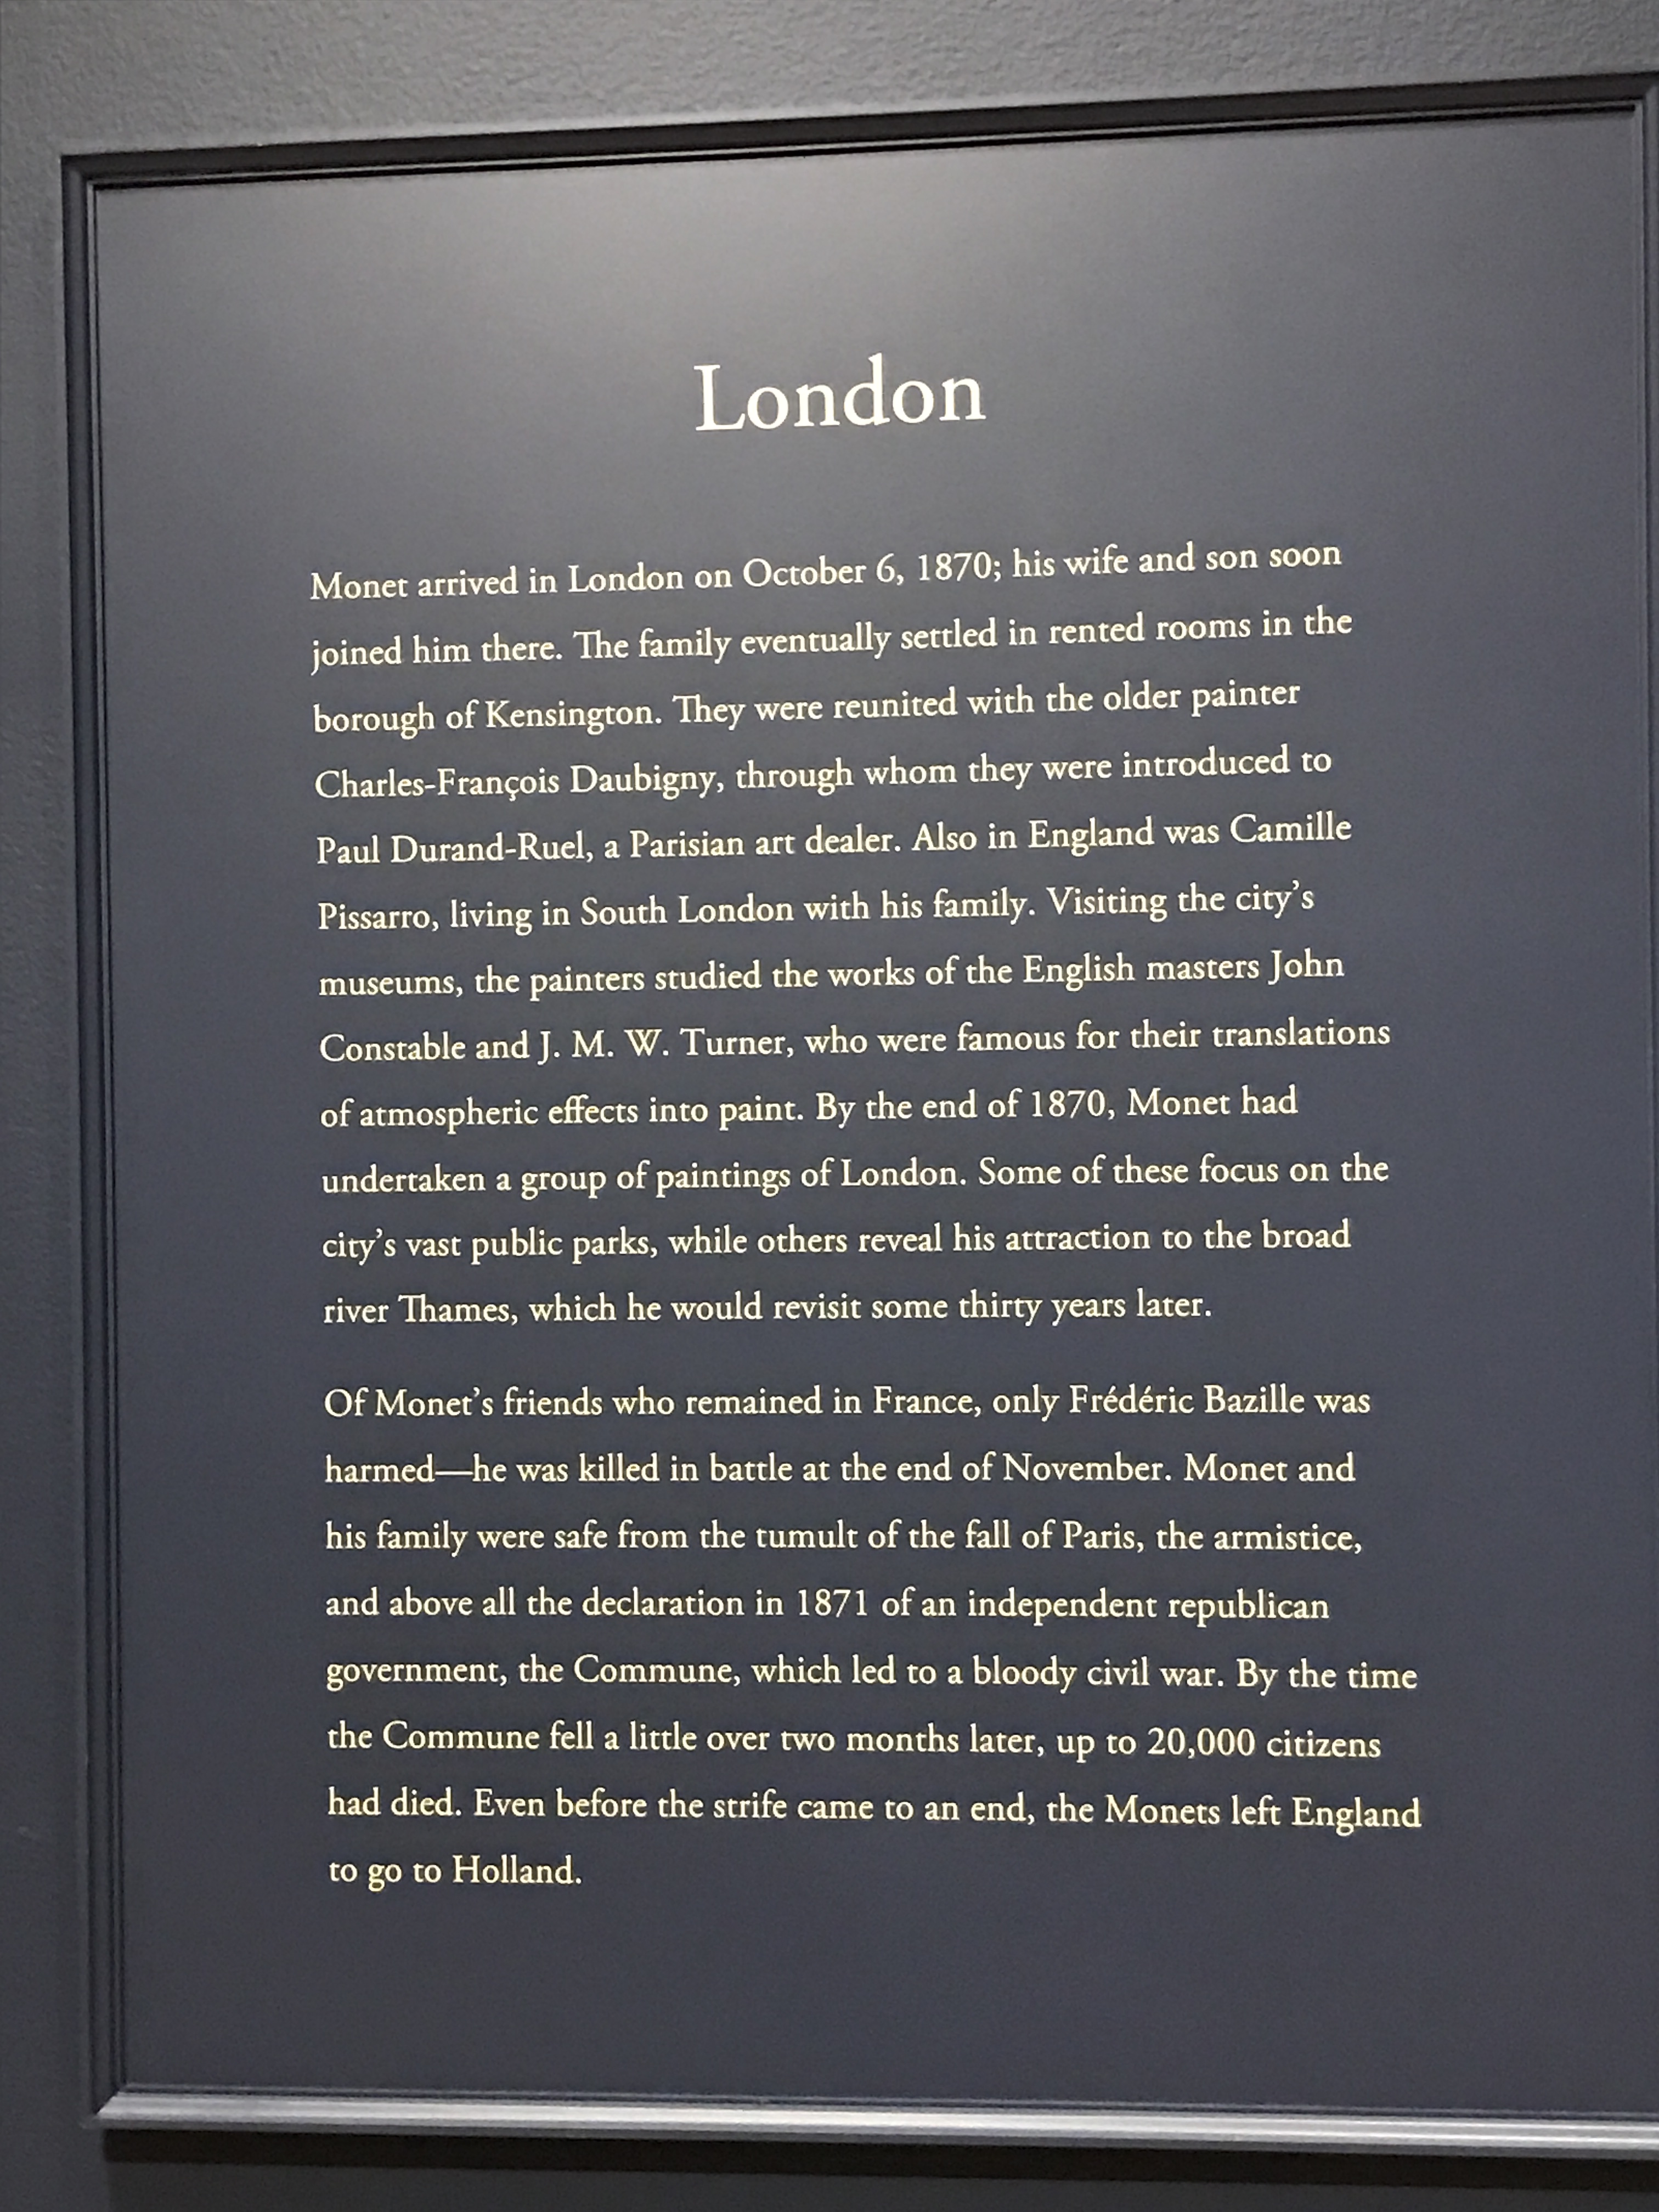 London
Monet arrived in London on October 6, 1870; his wife and son soon
joined him there. The family eventually settled in rented rooms in the
borough of Kensington. They were reunited with the older painter
Charles-François Daubigny, through whom they were introduced to
Paul Durand-Ruel, a Parisian art dealer. Also in England was Camille
Pissarro, living in South London with his family. Visiting the city’s
museums, the painters studied the works of the English masters John
Constable and J. M. W. Turner, who were famous for their translations
of atmospheric effects into paint. By the end of 1870, Monet had
undertaken a group of paintings of London. Some of these focus on the
city’s vast public parks, while others reveal his attraction to the broad
river Thames, which he would revisit some thirty years later.
Of Monet’s friends who remained in France, only Frédéric Bazille was
harmed—he was killed in battle at the end of November. Monet and
his family were safe from the tumult of the fall of Paris, the armistice,
and above all the declaration in 1871 of an independent republican
government, the Commune, which led to a bloody civil war. By the time
the Commune fell a little over two months later, up to 20,000 citizens
had died. Even before the strife came to an end, the Monets left England
to go to Holland.